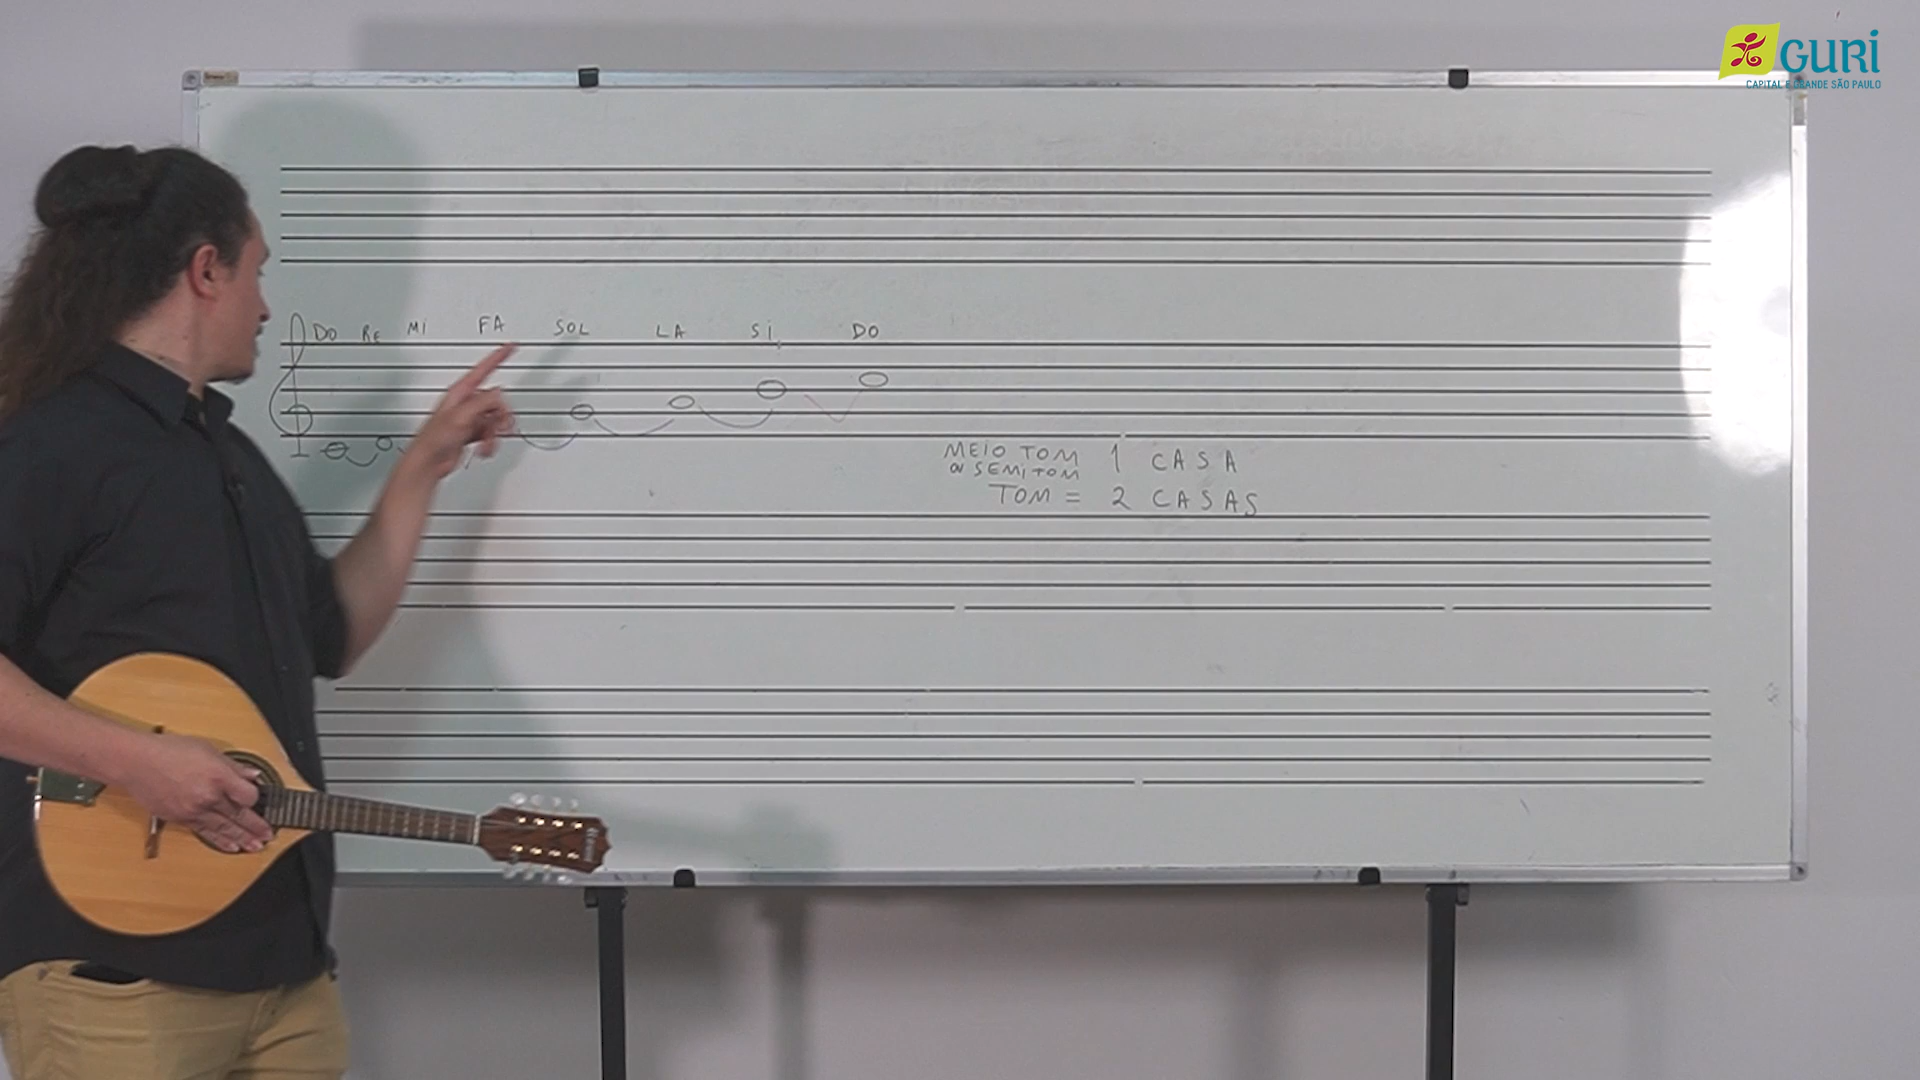 GURI
CAPITAL E GRANDE SÃO PAULO
DO RE MI FA SOL LA SI DO
MEIO TOM 1 CASA
OU SEMITOM
TOM = 2 CASAS